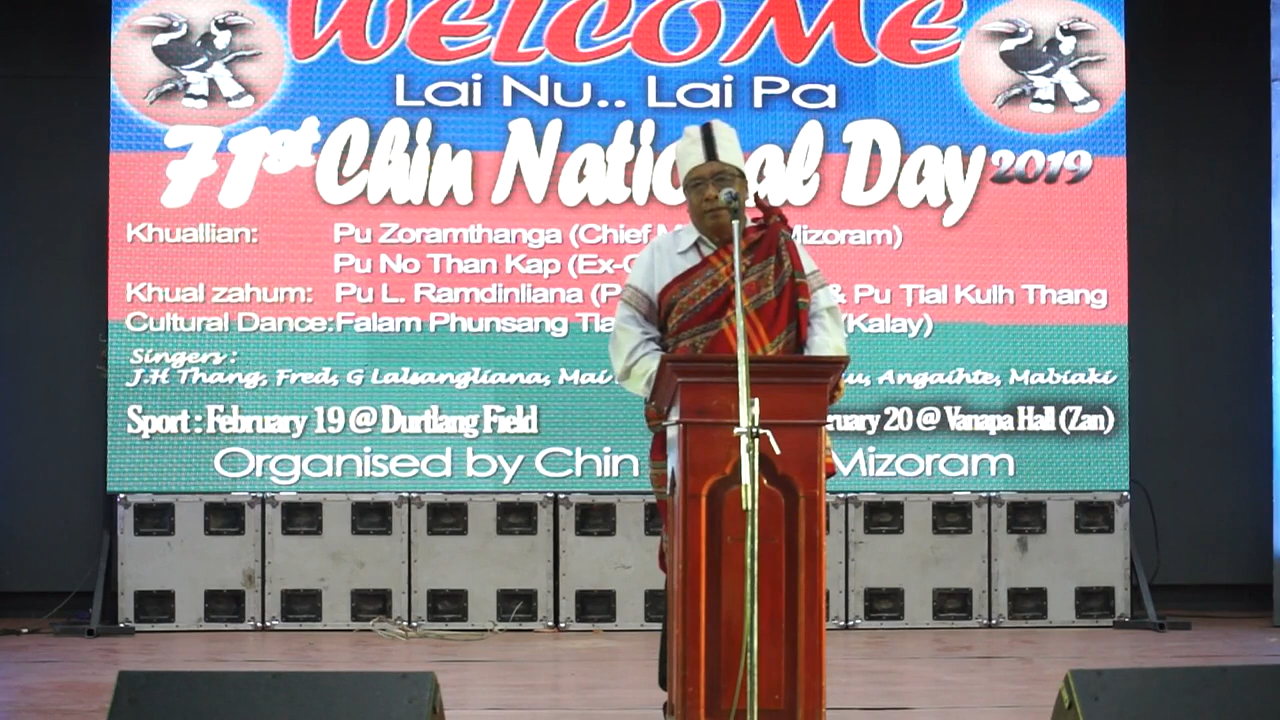 WELCOME
Lai Nu.. Lai Pa
71st Chin National Day 2019
Khuallian: Pu Zoramthanga (Chief M Mizoram)
Pu No Than Kap (Ex-
Khual zahum: Pu L. Ramdinliana (P & Pu Ṭial Kulh Thang
Cultural Dance: Falam Phunsang Tla (Kalay)
Singers :
J.H Thang, Fred, G Lalsangliana, Mai u, Angaihte, Mabiaki
Sport : February 19 @ Durtlang Field ruary 20 @ Vanapa Hall (Zan)
Organised by Chin Mizoram